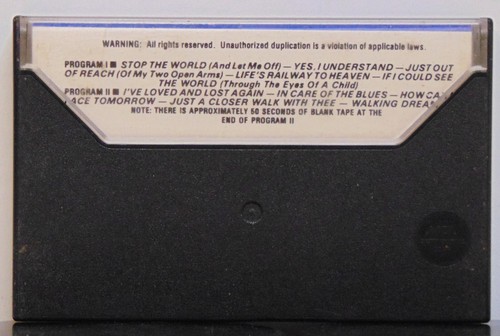 WARNING: All rights reserved. Unauthorized duplication is a violation of applicable laws.
PROGRAM I ■ STOP THE WORLD (And Let Me Off) — YES, I UNDERSTAND — JUST OUT
OF REACH (Of My Two Open Arms) — LIFE'S RAILWAY TO HEAVEN — IF I COULD SEE
THE WORLD (Through The Eyes Of A Child)
PROGRAM II ■ I'VE LOVED AND LOST AGAIN — IN CARE OF THE BLUES — HOW CAN I
FACE TOMORROW — JUST A CLOSER WALK WITH THEE — WALKING DREAM
NOTE: THERE IS APPROXIMATELY 50 SECONDS OF BLANK TAPE AT THE
END OF PROGRAM II